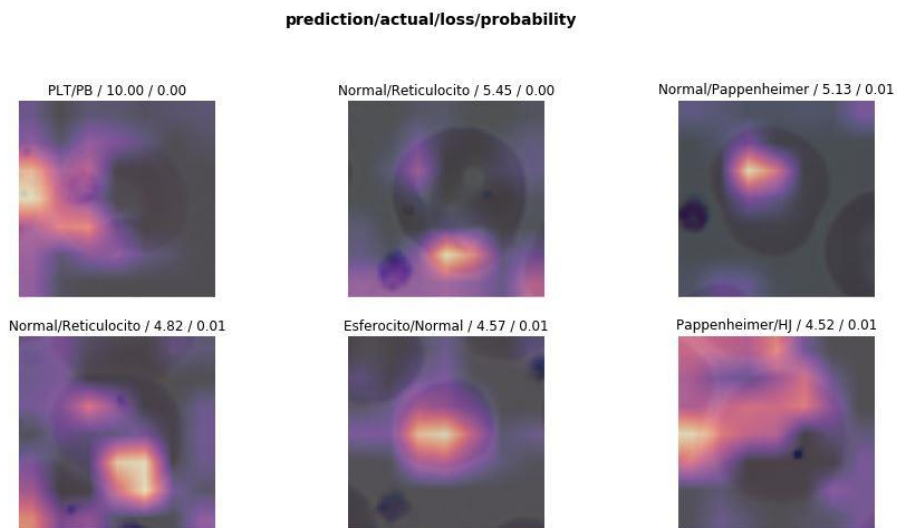 prediction/actual/loss/probability
PLT/PB / 10.00 / 0.00
Normal/Reticulocito / 5.45 / 0.00
Normal/Pappenheimer / 5.13 / 0.01
Normal/Reticulocito / 4.82 / 0.01
Esferocito/Normal / 4.57 / 0.01
Pappenheimer/HJ / 4.52 / 0.01